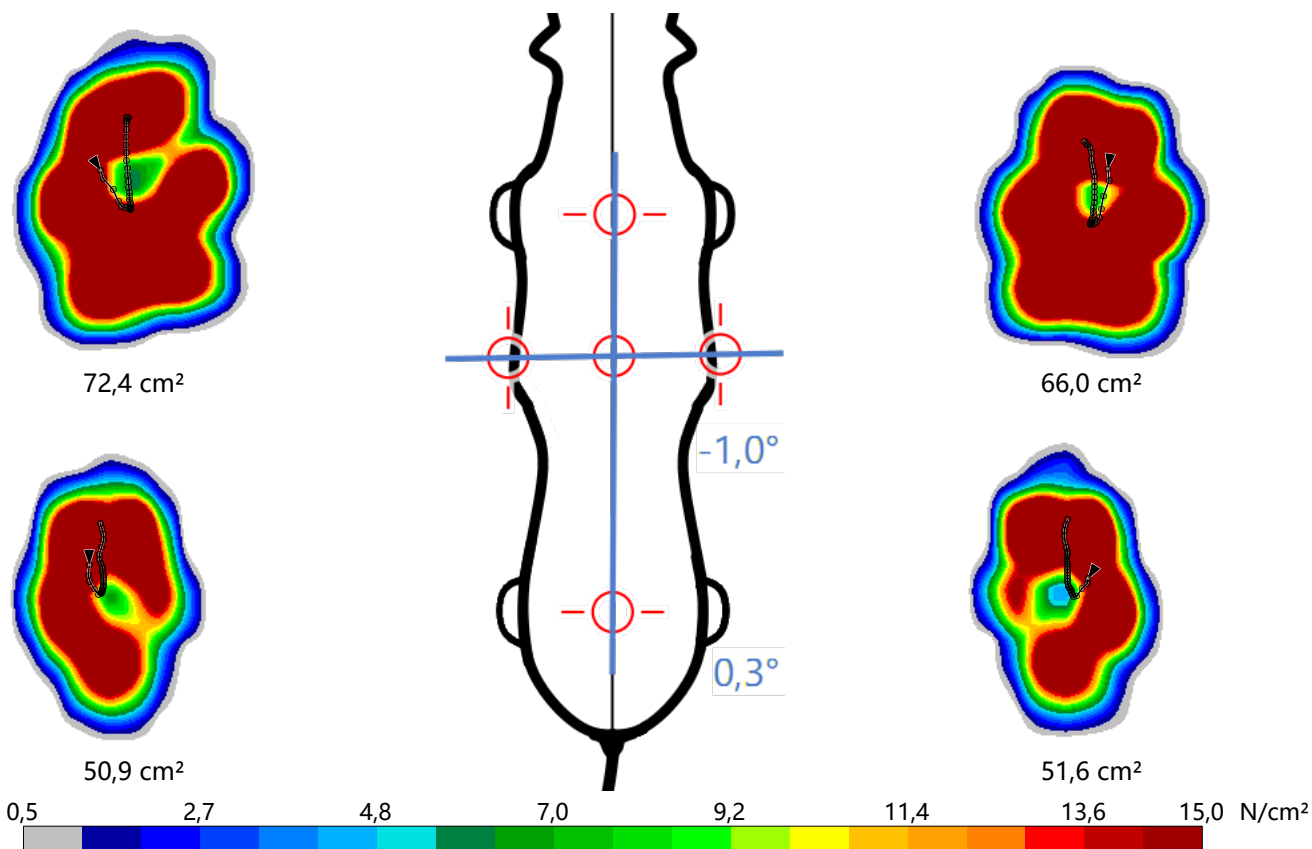 72,4 cm²
66,0 cm²
-1,0°
0,3°
50,9 cm²
51,6 cm²
0,5 2,7 4,8 7,0 9,2 11,4 13,6 15,0 N/cm²